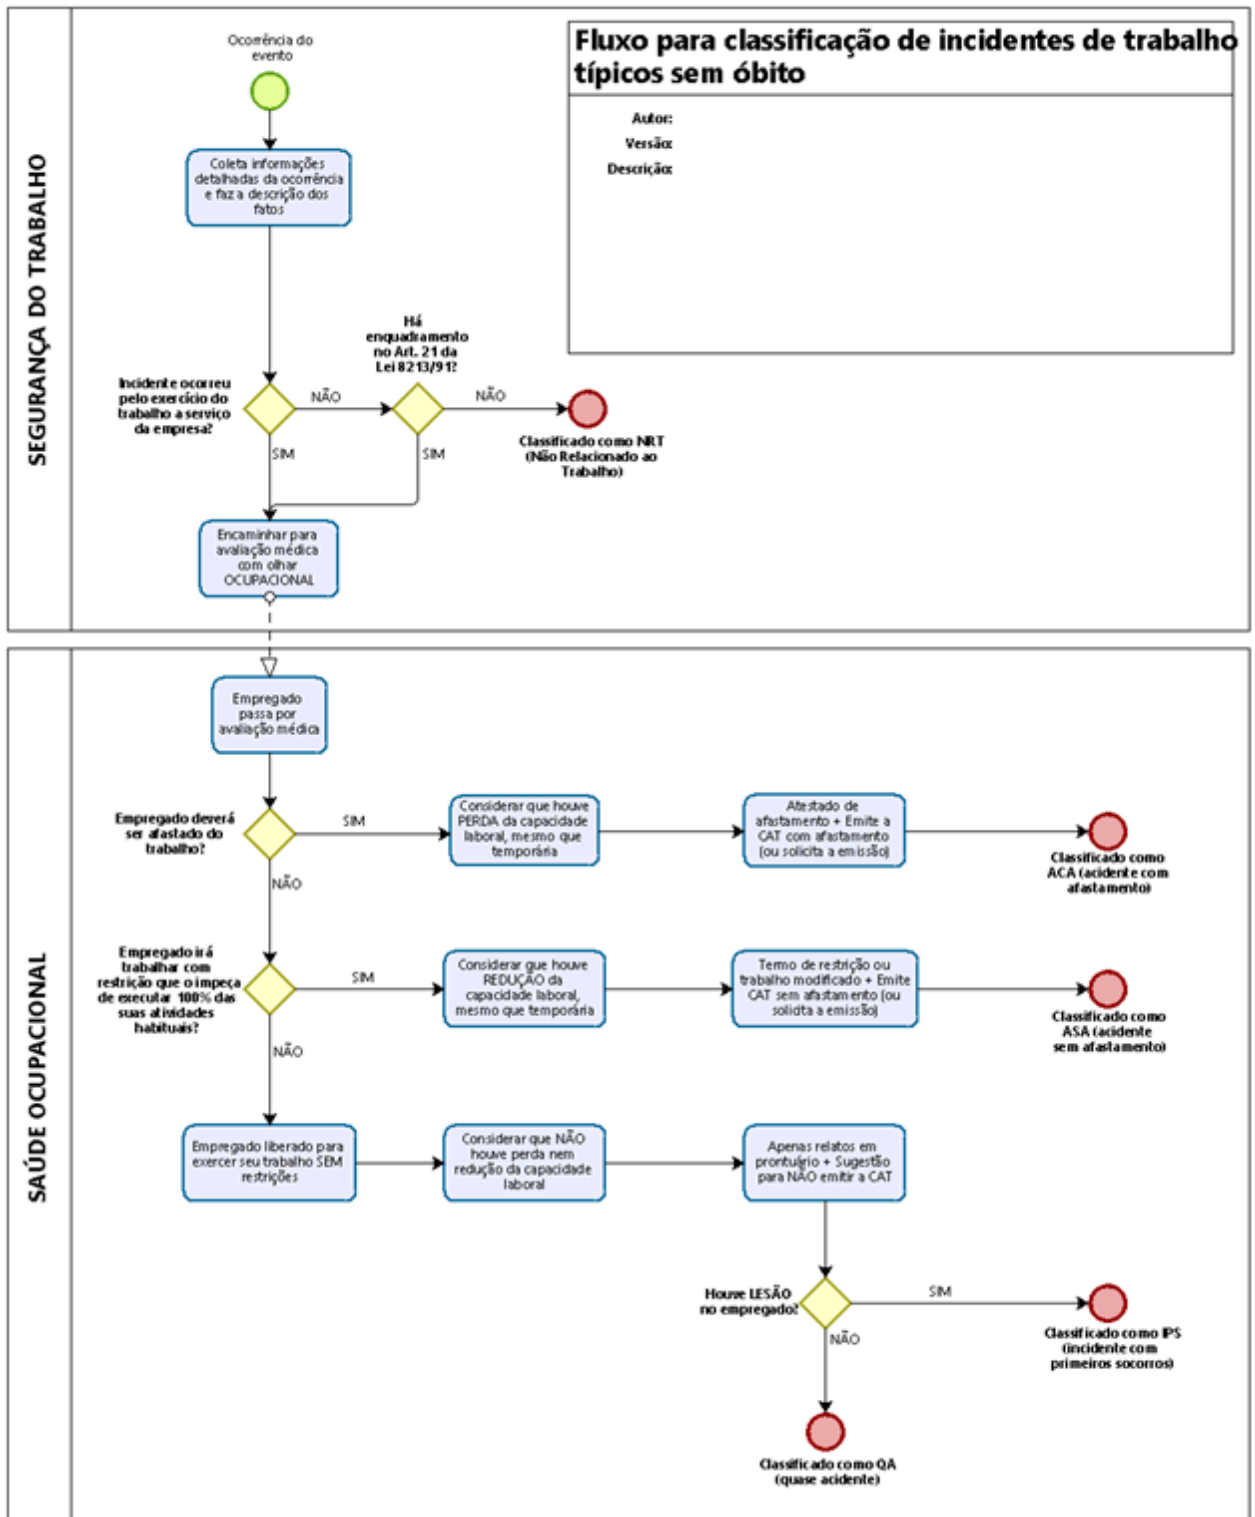 Fluxo para classificação de incidentes de trabalho
típicos sem óbito
Autor:
Versão:
Descrição:
SEGURANÇA DO TRABALHO
Ocorrência do
evento
Coleta informações
detalhadas da ocorrência
e faz a descrição dos
fatos
Incidente ocorreu
pelo exercício do
trabalho a serviço
da empresa?
NÃO
SIM
Há
enquadramento
no Art. 21 da
Lei 8213/91?
NÃO
SIM
Classificado como NRT
(Não Relacionado ao
Trabalho)
Encaminhar para
avaliação médica
com olhar
OCUPACIONAL
SAÚDE OCUPACIONAL
Empregado
passa por
avaliação médica
Empregado deverá
ser afastado do
trabalho?
SIM
NÃO
Considerar que houve
PERDA da capacidade
laboral, mesmo que
temporária
Atestado de
afastamento + Emite a
CAT com afastamento
(ou solicita a emissão)
Classificado como
ACA (acidente com
afastamento)
Empregado irá
trabalhar com
restrição que o impeça
de executar 100% das
suas atividades
habituais?
SIM
NÃO
Considerar que houve
REDUÇÃO da
capacidade laboral,
mesmo que temporária
Termo de restrição ou
trabalho modificado + Emite
CAT sem afastamento (ou
solicita a emissão)
Classificado como
ASA (acidente
sem afastamento)
Empregado liberado para
exercer seu trabalho SEM
restrições
Considerar que NÃO
houve perda nem
redução da capacidade
laboral
Apenas relatos em
prontuário + Sugestão
para NÃO emitir a CAT
Houve LESÃO
no empregado?
SIM
NÃO
Classificado como IPS
(incidente com
primeiros socorros)
Classificado como QA
(quase acidente)